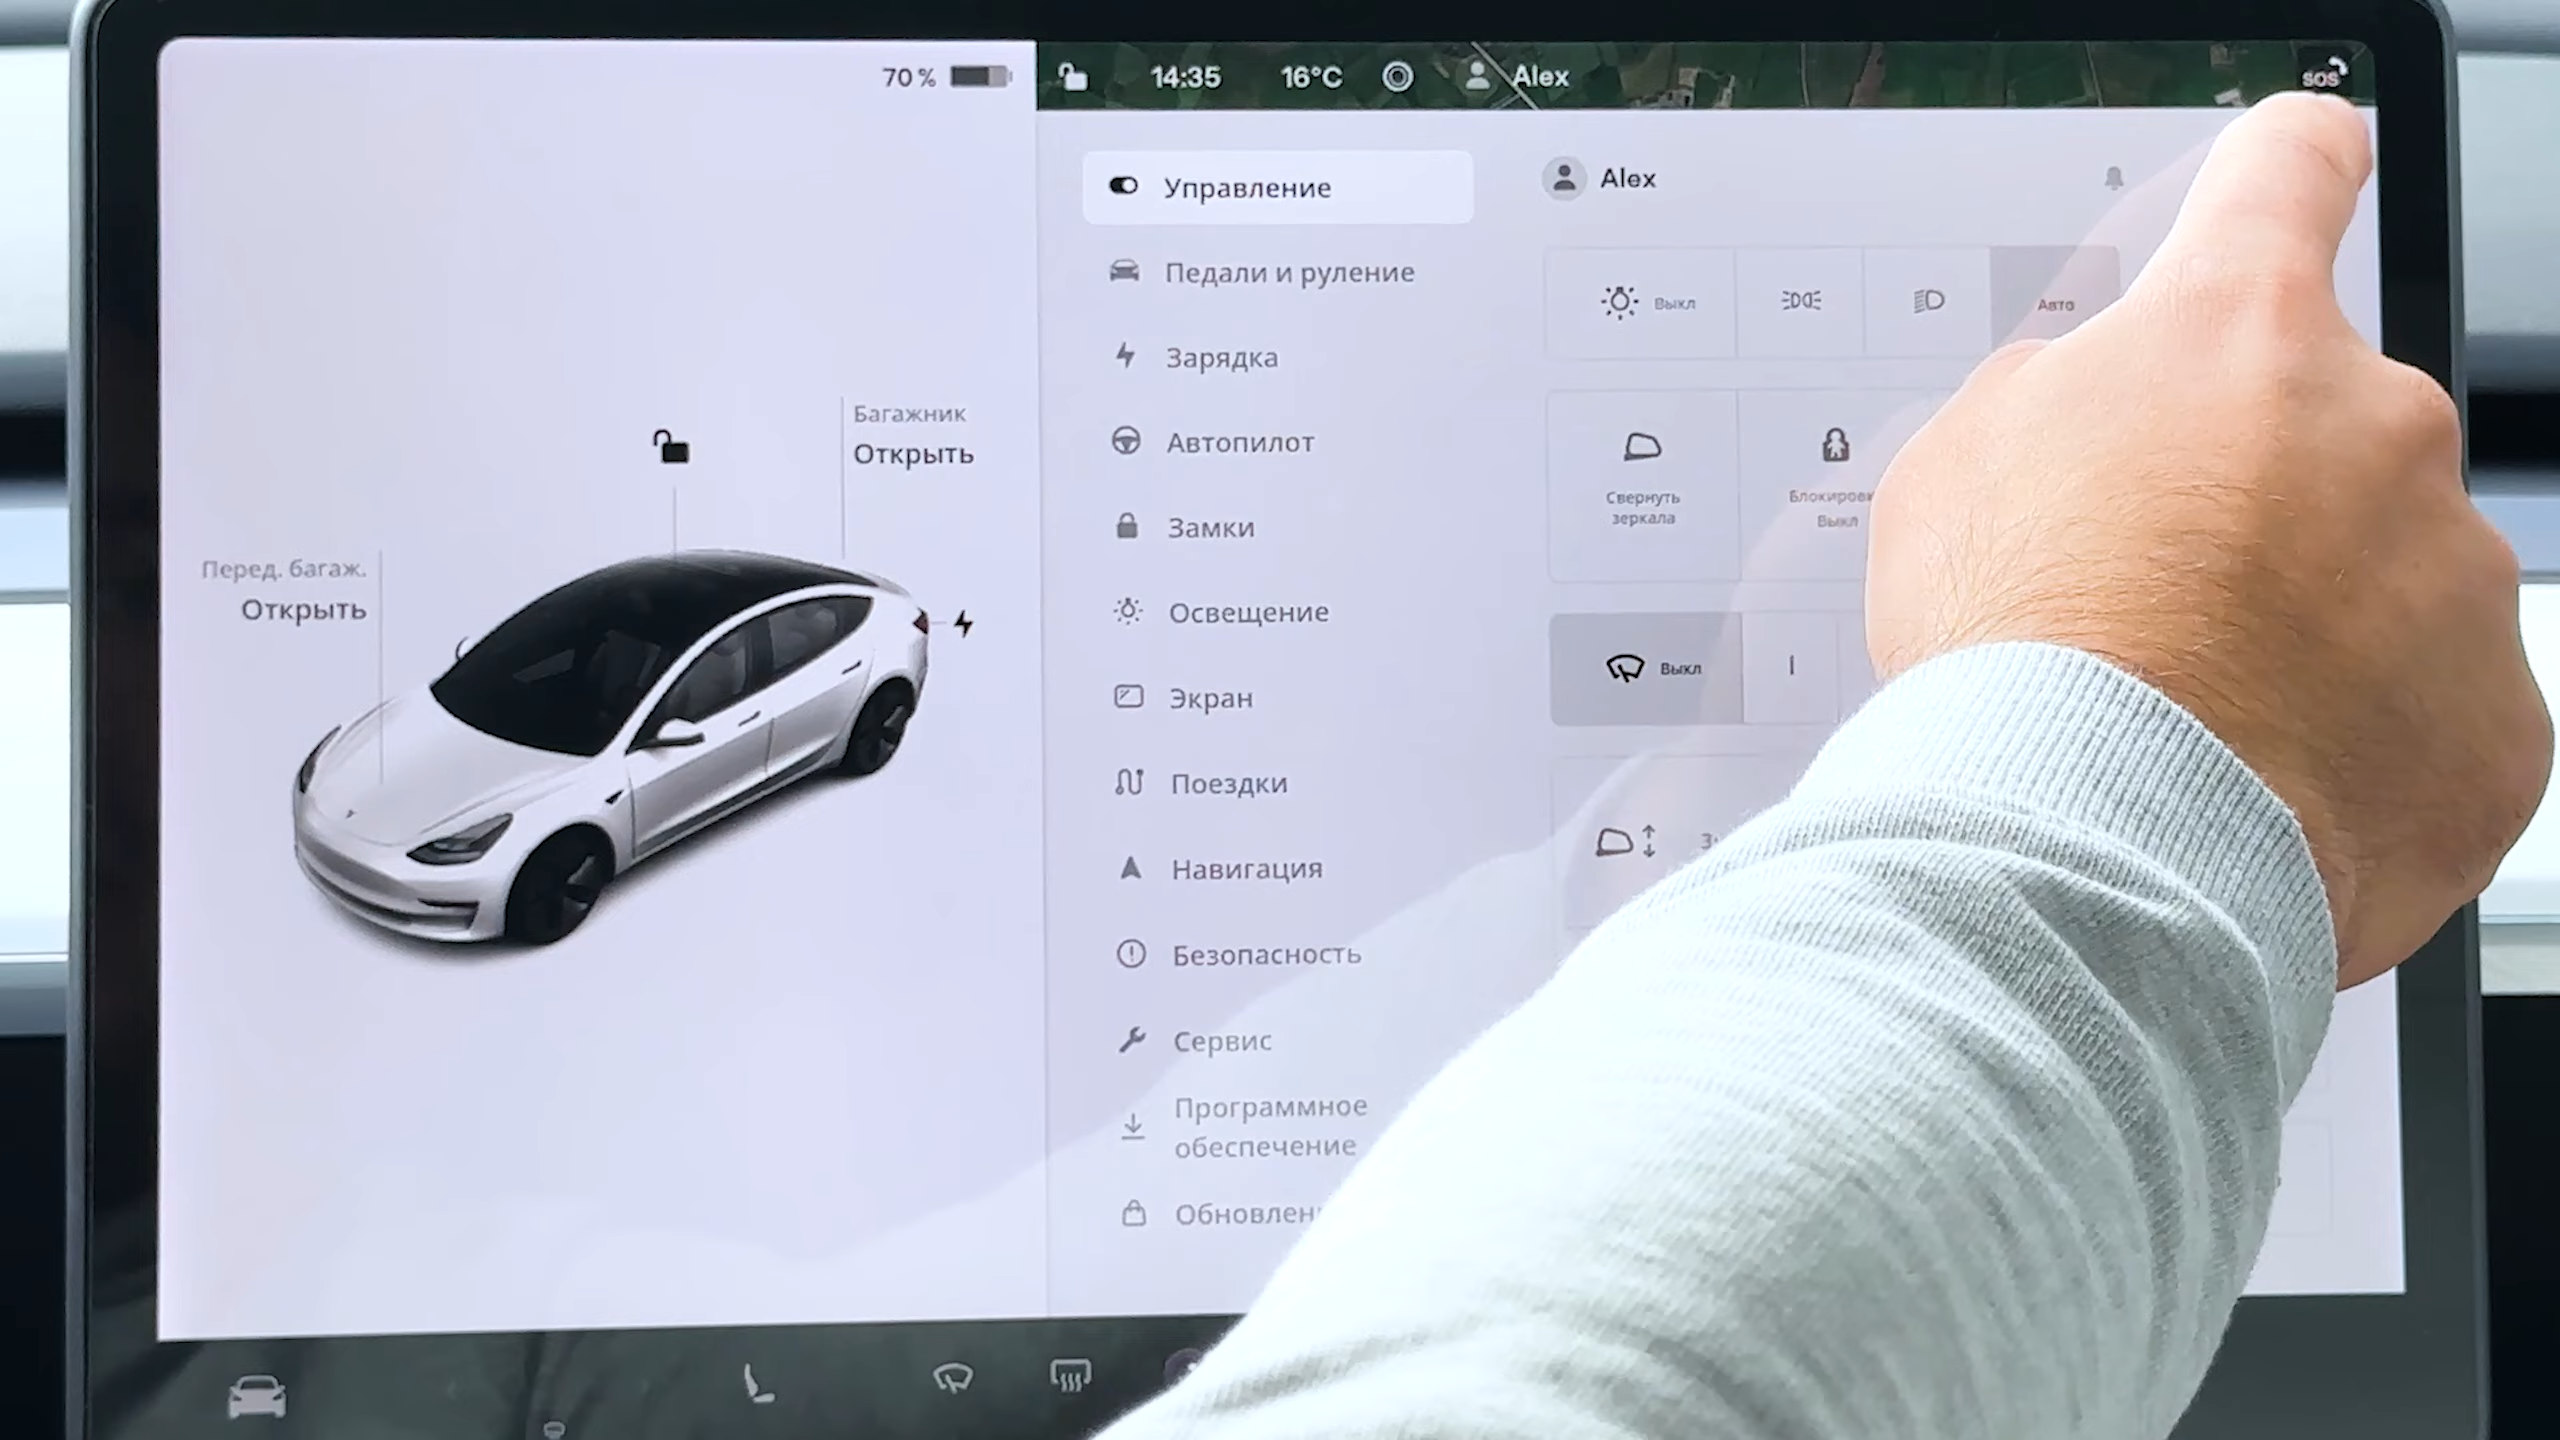 70 %
14:35
16°C
Alex
SOS
Управление
Педали и руление
Зарядка
Автопилот
Замки
Освещение
Экран
Поездки
Навигация
Безопасность
Сервис
Программное
обеспечение
Alex
Выкл
Авто
Свернуть
зеркала
Выкл
Выкл
I
Багажник
Открыть
Перед. багаж.
Открыть